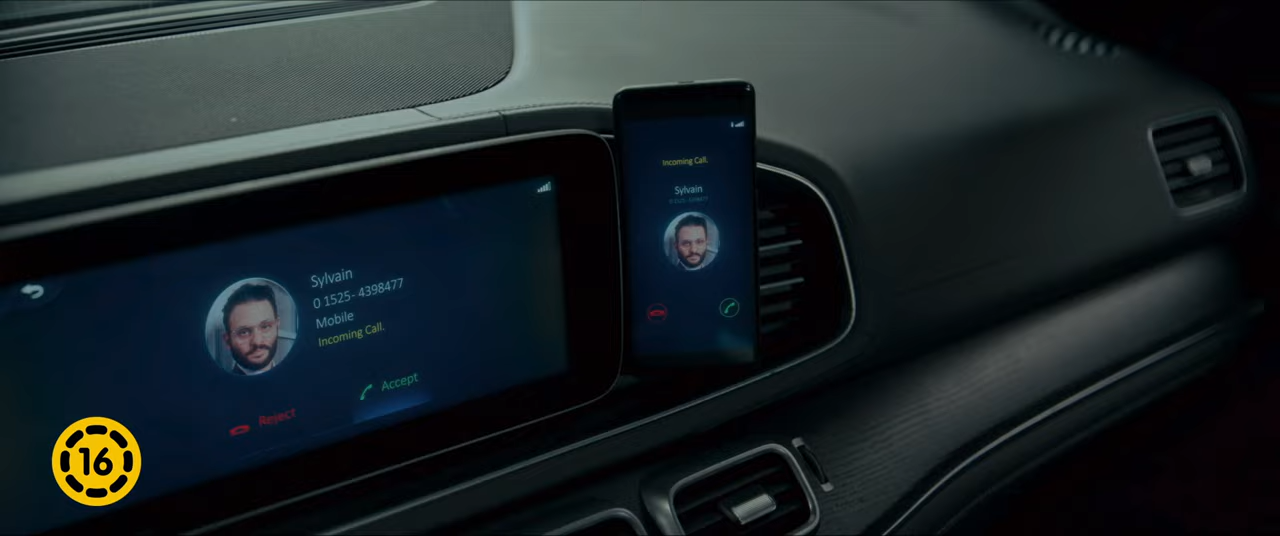 Sylvain
0 1525-4398477
Mobile
Incoming Call.
Accept
Reject
Incoming Call.
Sylvain
16